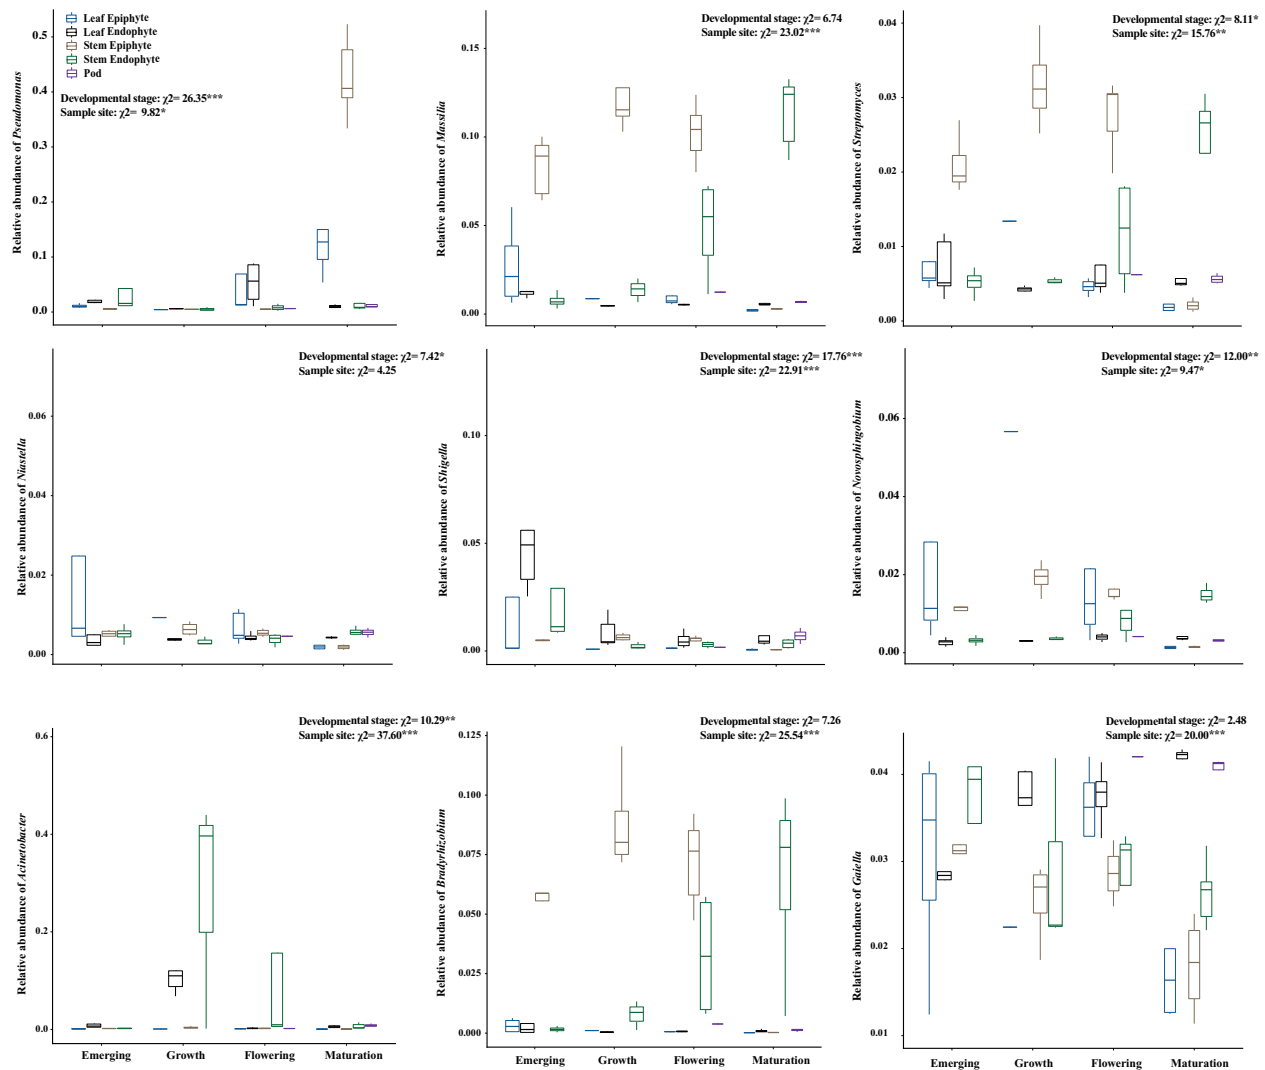 Leaf Epiphyte
Leaf Endophyte
Stem Epiphyte
Stem Endophyte
Pod
Developmental stage: χ2= 26.35***
Sample site: χ2= 9.82*
Relative abundance of Pseudomonas
0.5
0.4
0.3
0.2
0.1
0.0
Developmental stage: χ2= 6.74
Sample site: χ2= 23.02***
Relative abundance of Massilia
0.15
0.10
0.05
0.00
Developmental stage: χ2= 8.11*
Sample site: χ2= 15.76**
Relative abundance of Streptomyces
0.04
0.03
0.02
0.01
0.00
Developmental stage: χ2= 7.42*
Sample site: χ2= 4.25
Relative abundance of Niastella
0.06
0.04
0.02
0.00
Developmental stage: χ2= 17.76***
Sample site: χ2= 22.91***
Relative abundance of Shigella
0.10
0.05
0.00
Developmental stage: χ2= 12.00**
Sample site: χ2= 9.47*
Relative abundance of Novosphingobium
0.06
0.04
0.02
0.00
Developmental stage: χ2= 10.29**
Sample site: χ2= 37.60***
Relative abundance of Acinetobacter
0.6
0.4
0.2
0.0
Emerging Growth Flowering Maturation
Developmental stage: χ2= 7.26
Sample site: χ2= 25.54***
Relative abundance of Bradyrhizobium
0.125
0.100
0.075
0.050
0.025
0.000
Emerging Growth Flowering Maturation
Developmental stage: χ2= 2.48
Sample site: χ2= 20.00***
Relative abundance of Gaiella
0.04
0.03
0.02
0.01
Emerging Growth Flowering Maturation